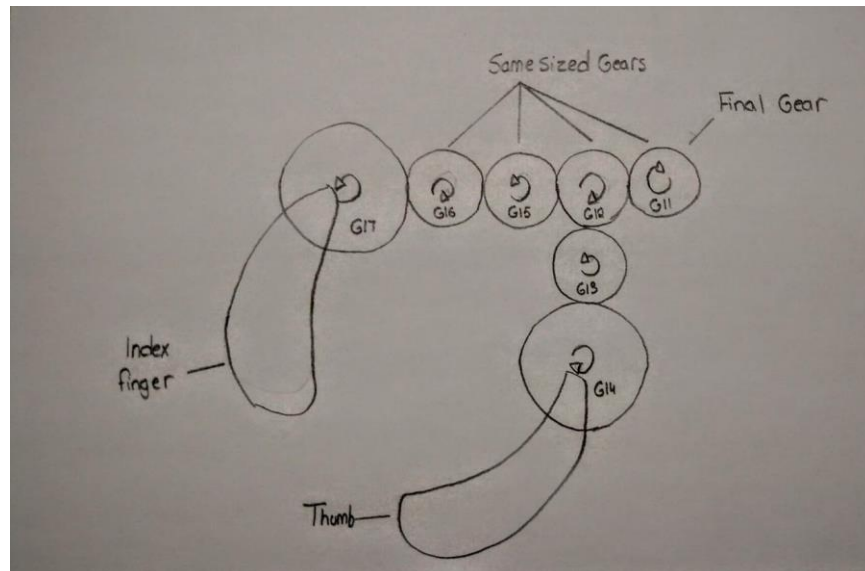 Same sized Gears
Final Gear
G17
G16
G15
G12
G11
G13
G14
Index
finger
Thumb